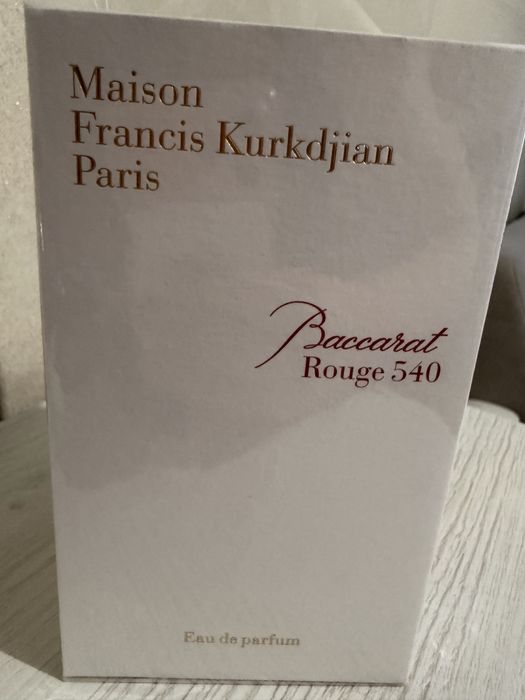 Maison
Francis Kurkdjian
Paris
Baccarat
Rouge 540
Eau de parfum